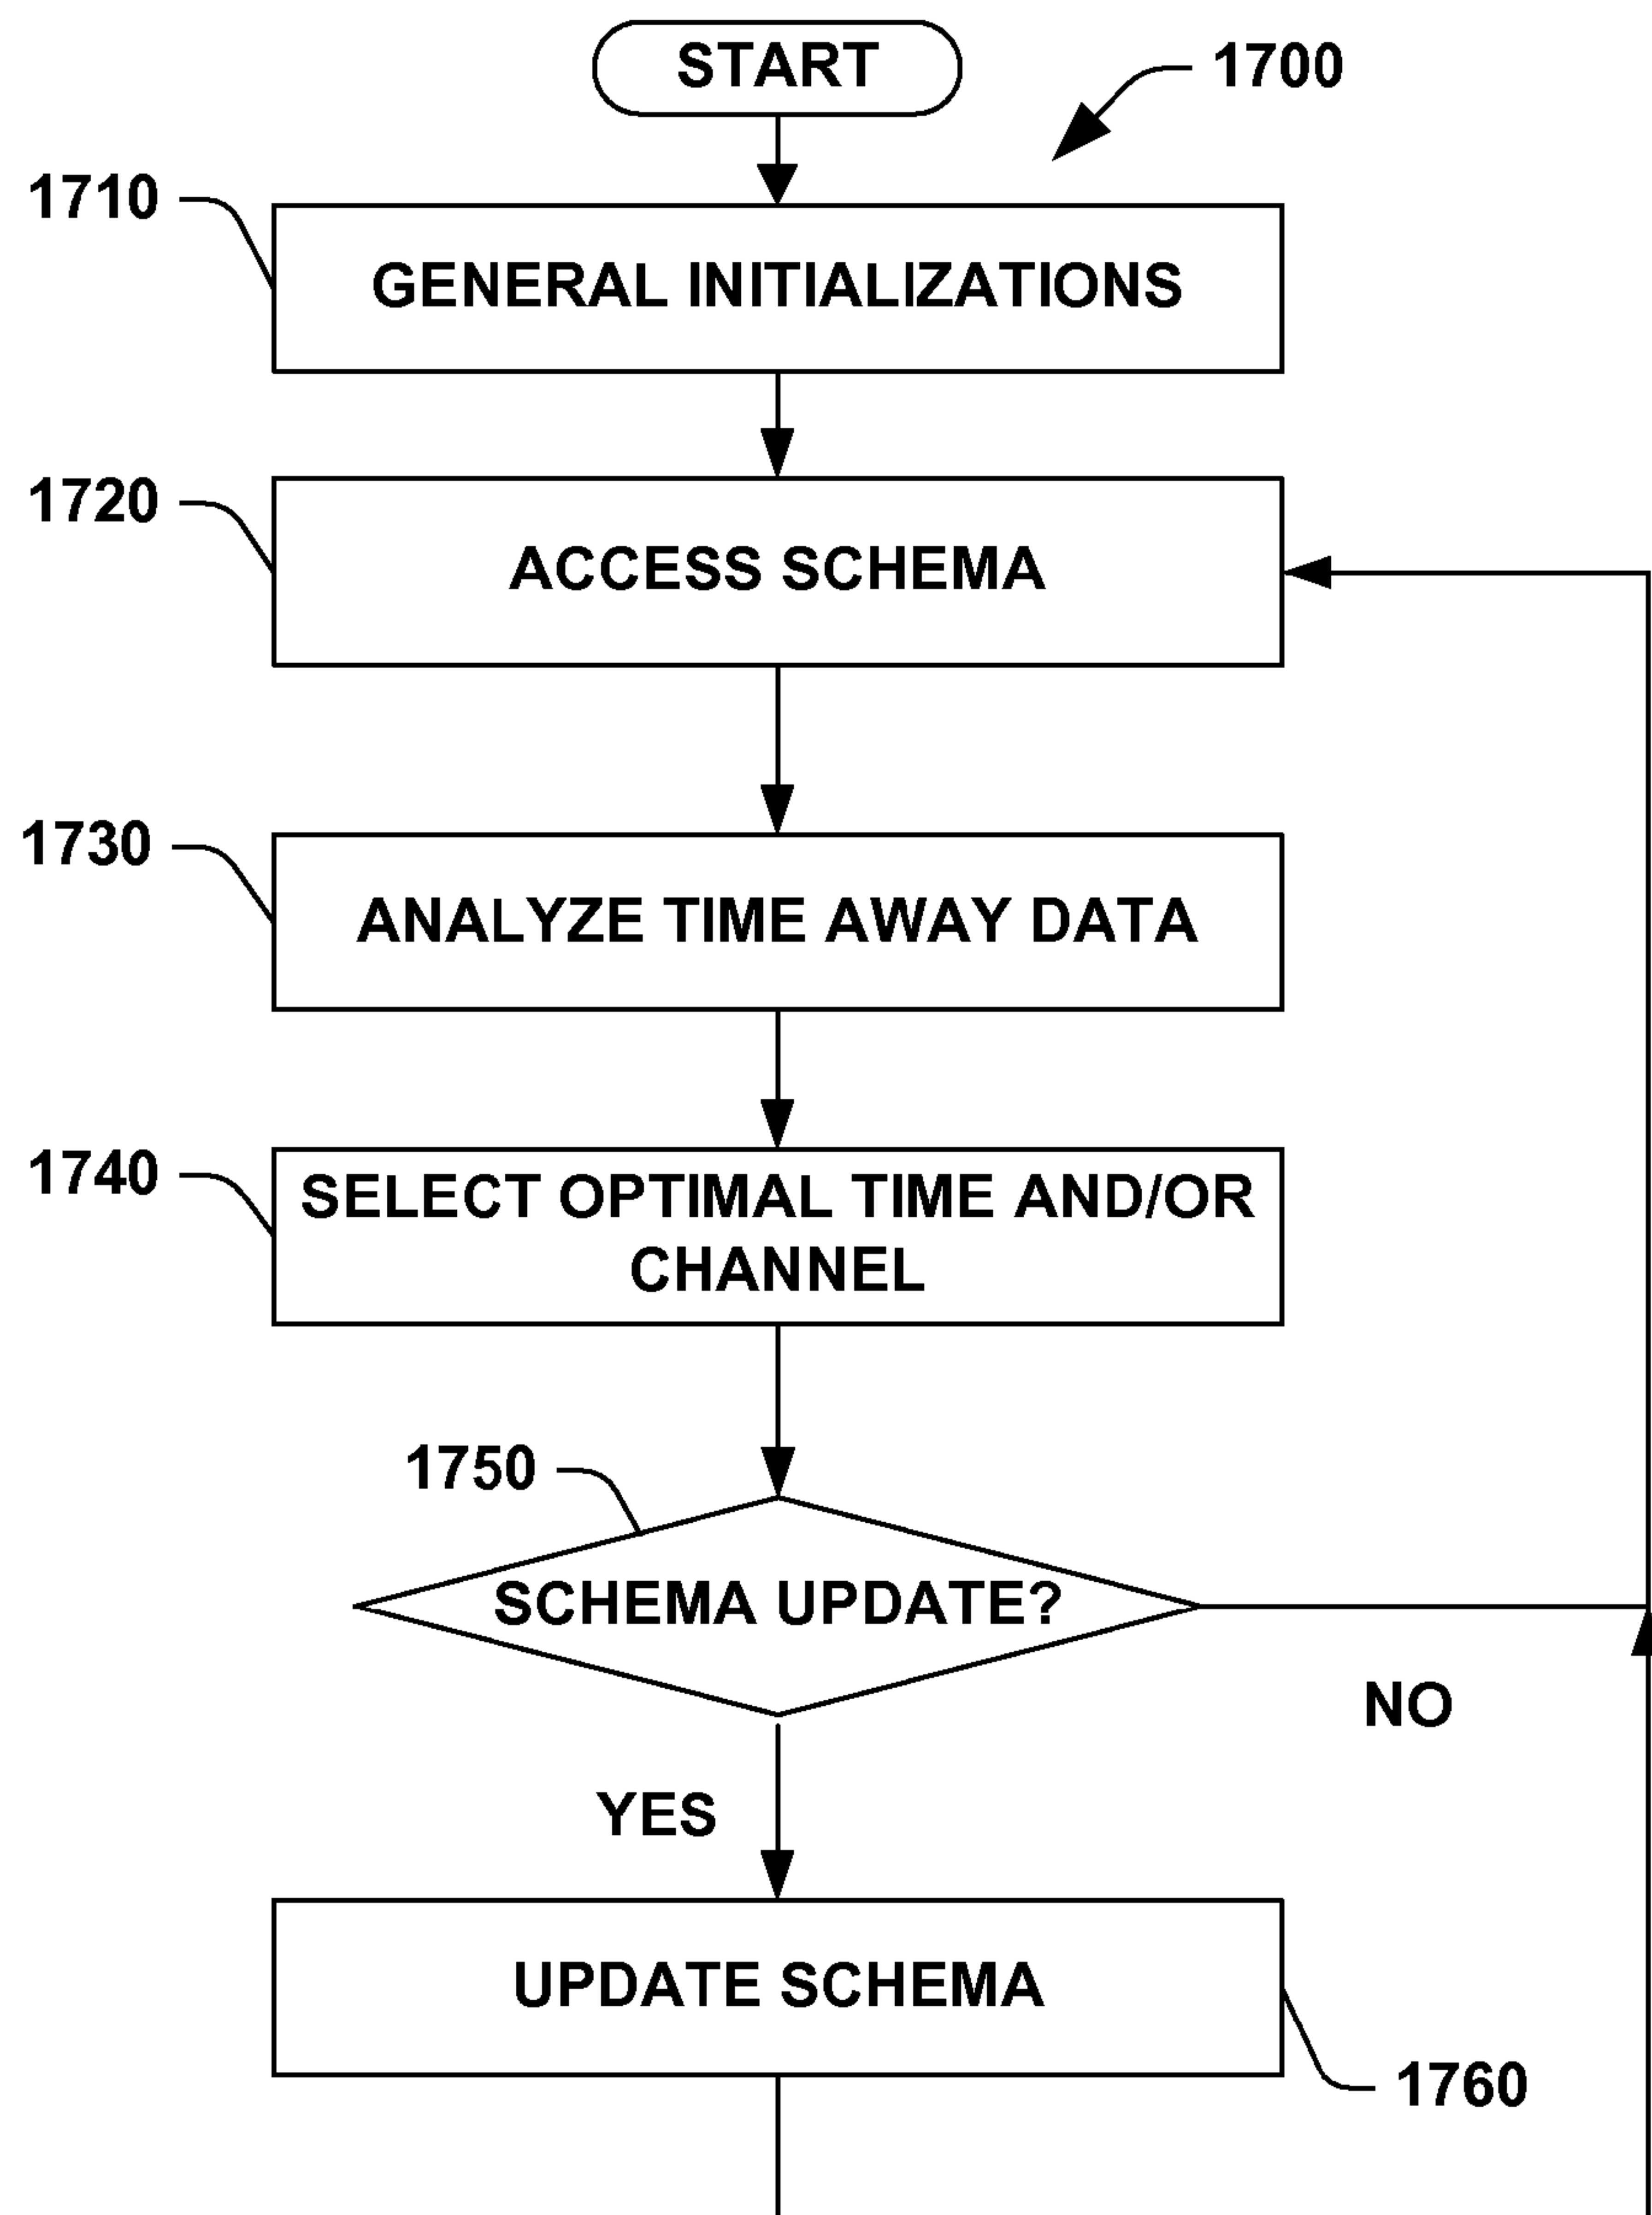 START
1700
1710
GENERAL INITIALIZATIONS
1720
ACCESS SCHEMA
1730
ANALYZE TIME AWAY DATA
1740
SELECT OPTIMAL TIME AND/OR
CHANNEL
1750
SCHEMA UPDATE?
NO
YES
UPDATE SCHEMA
1760